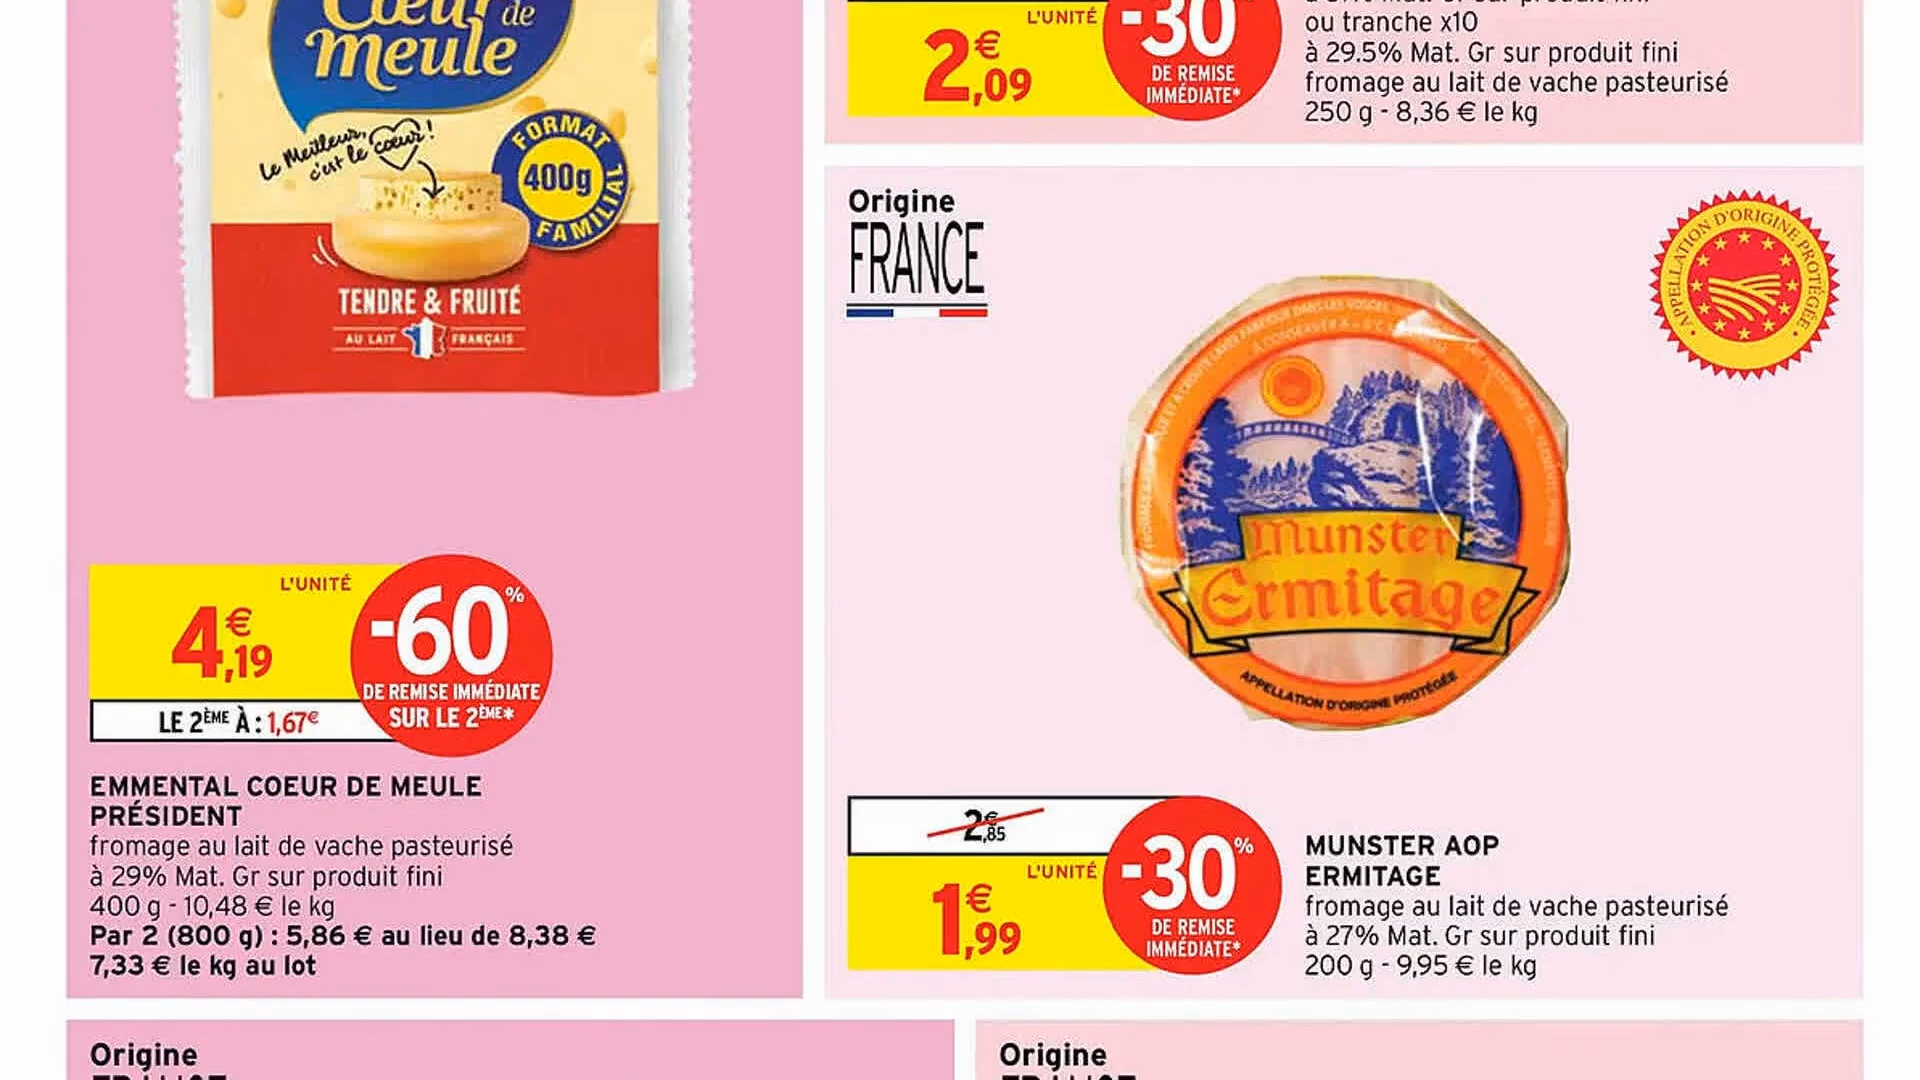 Cœur de
meule
Le Meilleur,
c'est le coeur!
FORMAT
400g
FAMILIAL
TENDRE & FRUITÉ
AU LAIT FRANÇAIS
L'UNITÉ
4€,19
-60%
DE REMISE IMMÉDIATE
SUR LE 2ÈME*
LE 2ÈME À : 1,67€
EMMENTAL COEUR DE MEULE
PRÉSIDENT
fromage au lait de vache pasteurisé
à 29% Mat. Gr sur produit fini
400 g - 10,48 € le kg
Par 2 (800 g) : 5,86 € au lieu de 8,38 €
7,33 € le kg au lot
L'UNITÉ
2€,09
-30
DE REMISE
IMMÉDIATE*
ou tranche x10
à 29.5% Mat. Gr sur produit fini
fromage au lait de vache pasteurisé
250 g - 8,36 € le kg
Origine
FRANCE
APPELLATION D'ORIGINE PROTÉGÉE
Munster
Ermitage
APPELLATION D'ORIGINE PROTÉGÉE
2€,85
L'UNITÉ
1€,99
-30%
DE REMISE
IMMÉDIATE*
MUNSTER AOP
ERMITAGE
fromage au lait de vache pasteurisé
à 27% Mat. Gr sur produit fini
200 g - 9,95 € le kg
Origine
Origine